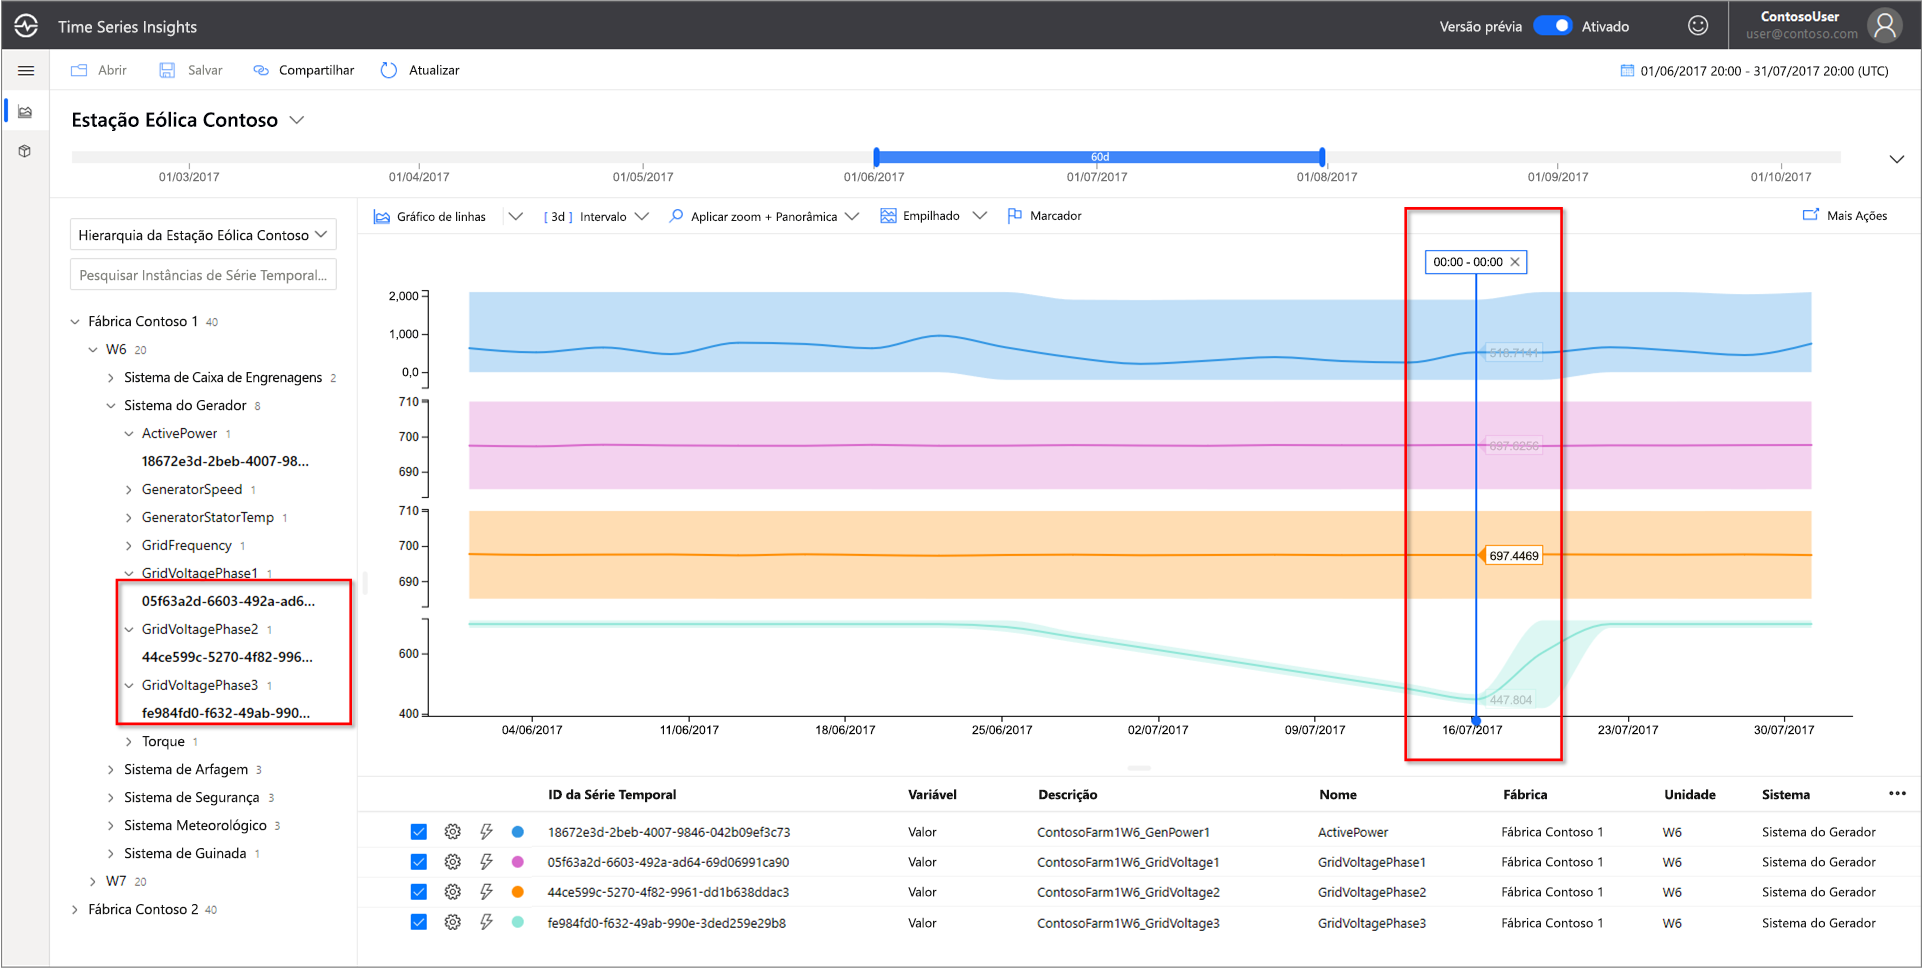 Time Series Insights
Versão prévia
Ativado
ContosoUser
user@contoso.com
Abrir
Salvar
Compartilhar
Atualizar
01/06/2017 20:00 - 31/07/2017 20:00 (UTC)
Estação Eólica Contoso
60d
01/03/2017
01/04/2017
01/05/2017
01/06/2017
01/07/2017
01/08/2017
01/09/2017
01/10/2017
Hierarquia da Estação Eólica Contoso
Pesquisar Instâncias de Série Temporal...
Fábrica Contoso 1 40
W6 20
Sistema de Caixa de Engrenagens 2
Sistema do Gerador 8
ActivePower 1
18672e3d-2beb-4007-98...
GeneratorSpeed 1
GeneratorStatorTemp 1
GridFrequency 1
GridVoltagePhase1 1
05f63a2d-6603-492a-ad6...
GridVoltagePhase2 1
44ce599c-5270-4f82-996...
GridVoltagePhase3 1
fe984fd0-f632-49ab-990...
Torque 1
Sistema de Arfagem 3
Sistema de Segurança 3
Sistema Meteorológico 3
Sistema de Guinada 1
W7 20
Fábrica Contoso 2 40
Gráfico de linhas
[ 3d ] Intervalo
Aplicar zoom + Panorâmica
Empilhado
Marcador
Mais Ações
00:00 - 00:00
2,000
1,000
0,0
518.7141
710
700
690
697.6256
710
700
690
697.4469
600
400
447.804
04/06/2017
11/06/2017
18/06/2017
25/06/2017
02/07/2017
09/07/2017
16/07/2017
23/07/2017
30/07/2017
ID da Série Temporal Variável Descrição Nome Fábrica Unidade Sistema
18672e3d-2beb-4007-9846-042b09ef3c73 Valor ContosoFarm1W6_GenPower1 ActivePower Fábrica Contoso 1 W6 Sistema do Gerador
05f63a2d-6603-492a-ad64-69d06991ca90 Valor ContosoFarm1W6_GridVoltage1 GridVoltagePhase1 Fábrica Contoso 1 W6 Sistema do Gerador
44ce599c-5270-4f82-9961-dd1b638ddac3 Valor ContosoFarm1W6_GridVoltage2 GridVoltagePhase2 Fábrica Contoso 1 W6 Sistema do Gerador
fe984fd0-f632-49ab-990e-3ded259e29b8 Valor ContosoFarm1W6_GridVoltage3 GridVoltagePhase3 Fábrica Contoso 1 W6 Sistema do Gerador